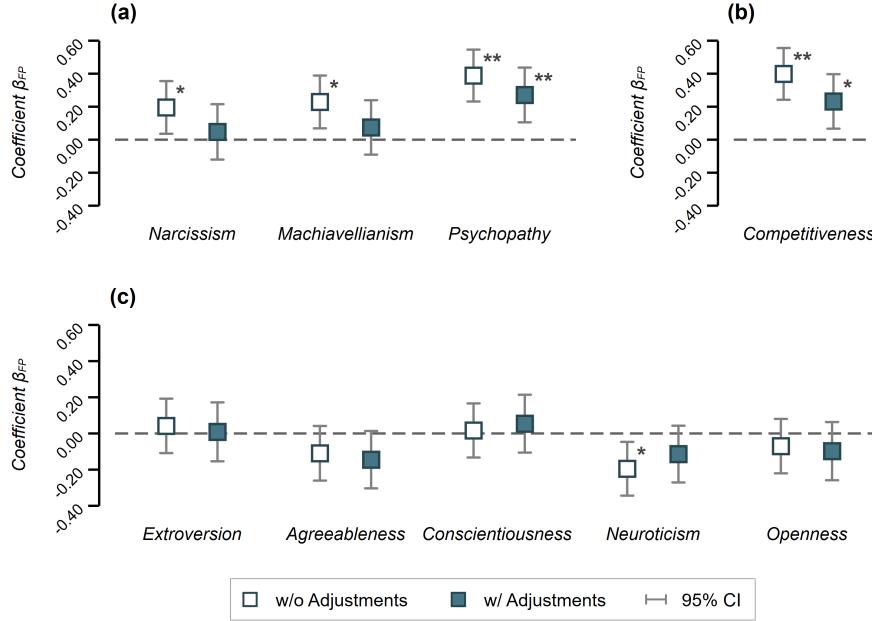 (a)
Coefficient βFP
0.60
0.40
0.20
0.00
-0.20
-0.40
*
*
**
**
Narcissism Machiavellianism Psychopathy
(b)
Coefficient βFP
0.60
0.40
0.20
0.00
-0.20
-0.40
**
*
Competitiveness
(c)
Coefficient βFP
0.60
0.40
0.20
0.00
-0.20
-0.40
*
Extroversion Agreeableness Conscientiousness Neuroticism Openness
w/o Adjustments w/ Adjustments 95% CI